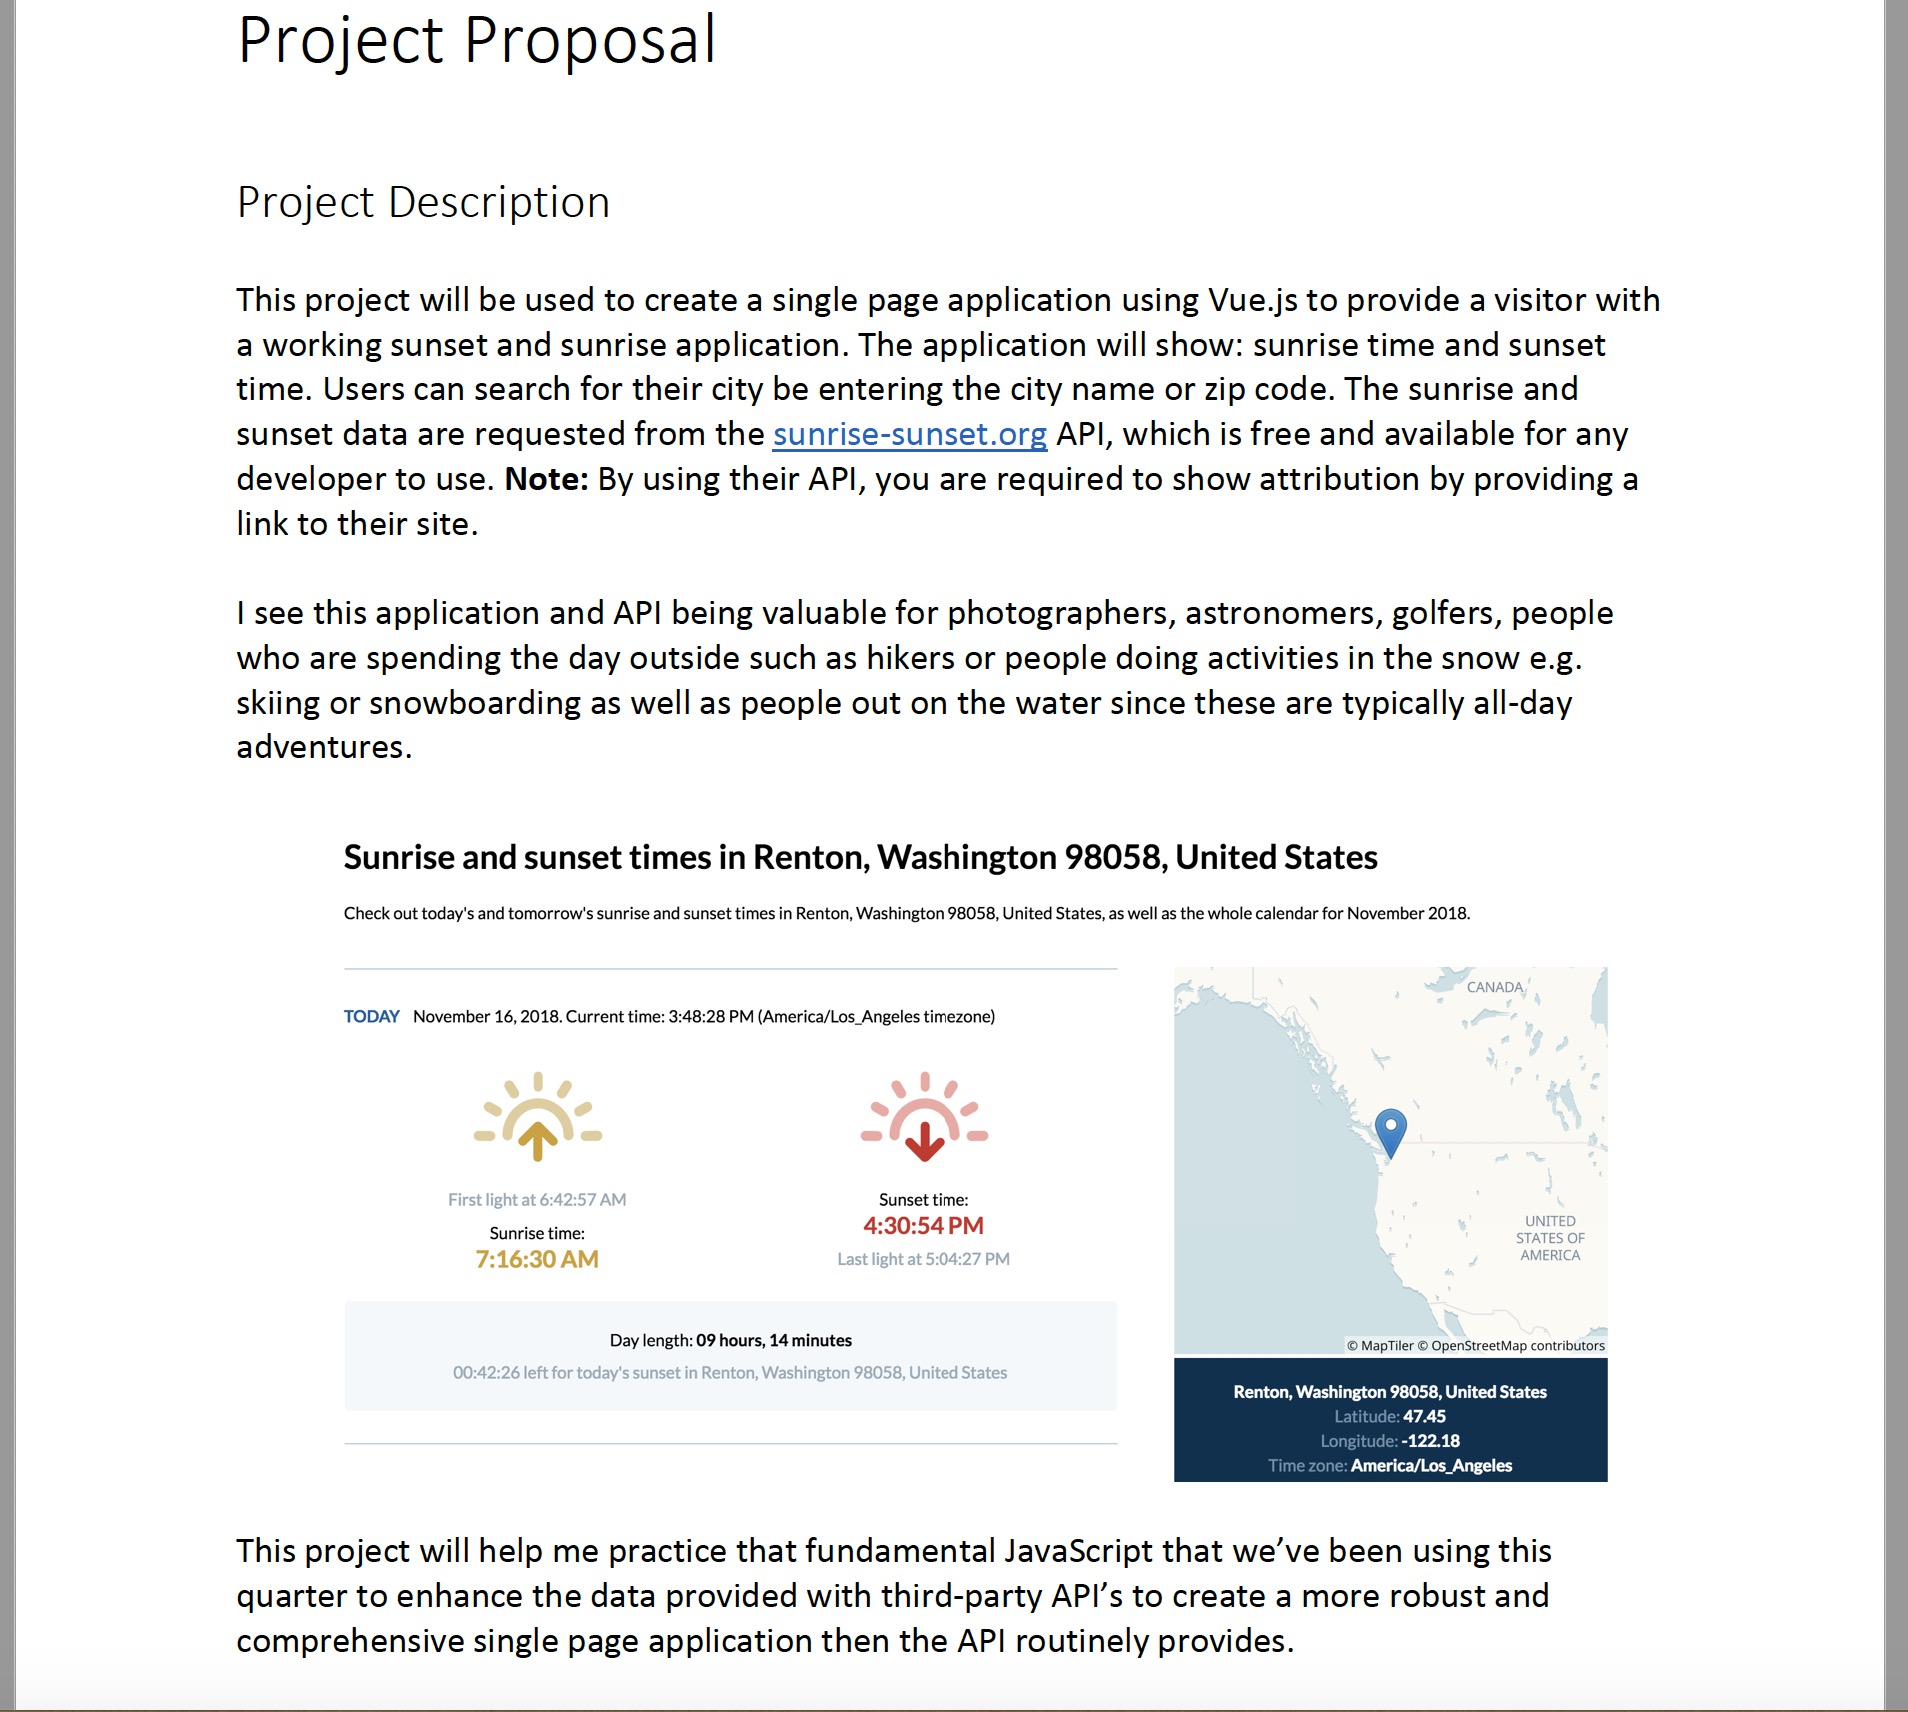 Project Proposal
Project Description
This project will be used to create a single page application using Vue.js to provide a visitor with
a working sunset and sunrise application. The application will show: sunrise time and sunset
time. Users can search for their city be entering the city name or zip code. The sunrise and
sunset data are requested from the sunrise-sunset.org API, which is free and available for any
developer to use. Note: By using their API, you are required to show attribution by providing a
link to their site.
I see this application and API being valuable for photographers, astronomers, golfers, people
who are spending the day outside such as hikers or people doing activities in the snow e.g.
skiing or snowboarding as well as people out on the water since these are typically all-day
adventures.
Sunrise and sunset times in Renton, Washington 98058, United States
Check out today's and tomorrow's sunrise and sunset times in Renton, Washington 98058, United States, as well as the whole calendar for November 2018.
TODAY November 16, 2018. Current time: 3:48:28 PM (America/Los_Angeles timezone)
First light at 6:42:57 AM
Sunrise time:
7:16:30 AM
Sunset time:
4:30:54 PM
Last light at 5:04:27 PM
Day length: 09 hours, 14 minutes
00:42:26 left for today's sunset in Renton, Washington 98058, United States
CANADA
UNITED
STATES OF
AMERICA
© MapTiler © OpenStreetMap contributors
Renton, Washington 98058, United States
Latitude: 47.45
Longitude: -122.18
Time zone: America/Los_Angeles
This project will help me practice that fundamental JavaScript that we’ve been using this
quarter to enhance the data provided with third-party API’s to create a more robust and
comprehensive single page application then the API routinely provides.